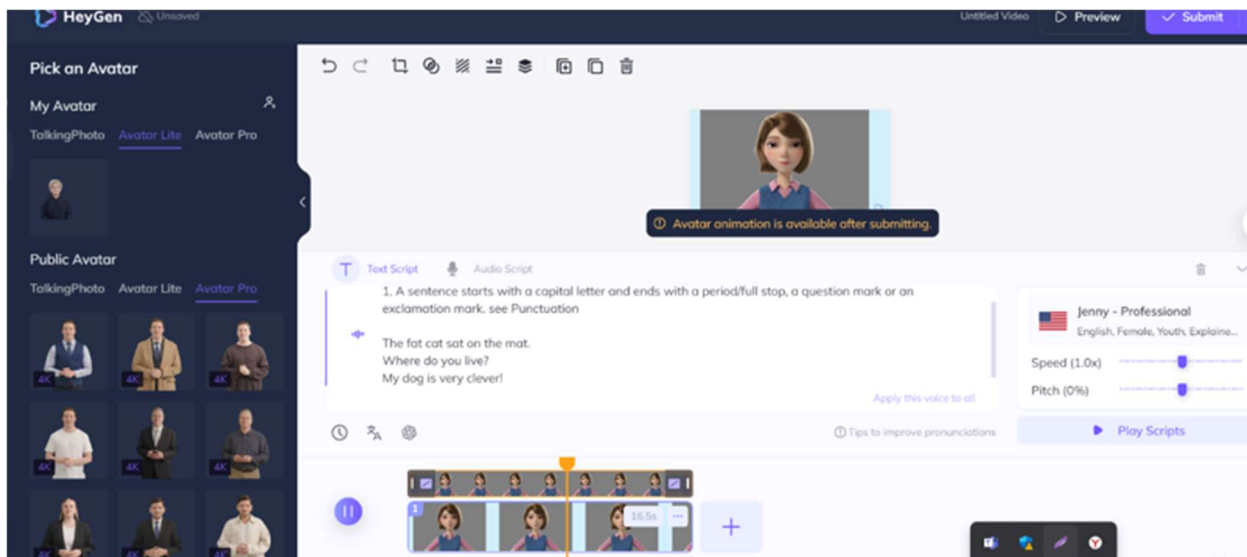 HeyGen Unsaved
Untitled Video Preview Submit
Pick an Avatar
My Avatar
TalkingPhoto Avatar Lite Avatar Pro
Public Avatar
TalkingPhoto Avatar Lite Avatar Pro
4K 4K 4K
4K 4K 4K
4K 4K 4K
Avatar animation is available after submitting.
Text Script Audio Script
1. A sentence starts with a capital letter and ends with a period/full stop, a question mark or an
exclamation mark. see Punctuation
The fat cat sat on the mat.
Where do you live?
My dog is very clever!
Apply this voice to all
Tips to improve pronunciations
Jenny - Professional
English, Female, Youth, Explaine...
Speed (1.0x)
Pitch (0%)
Play Scripts
1
16.5s